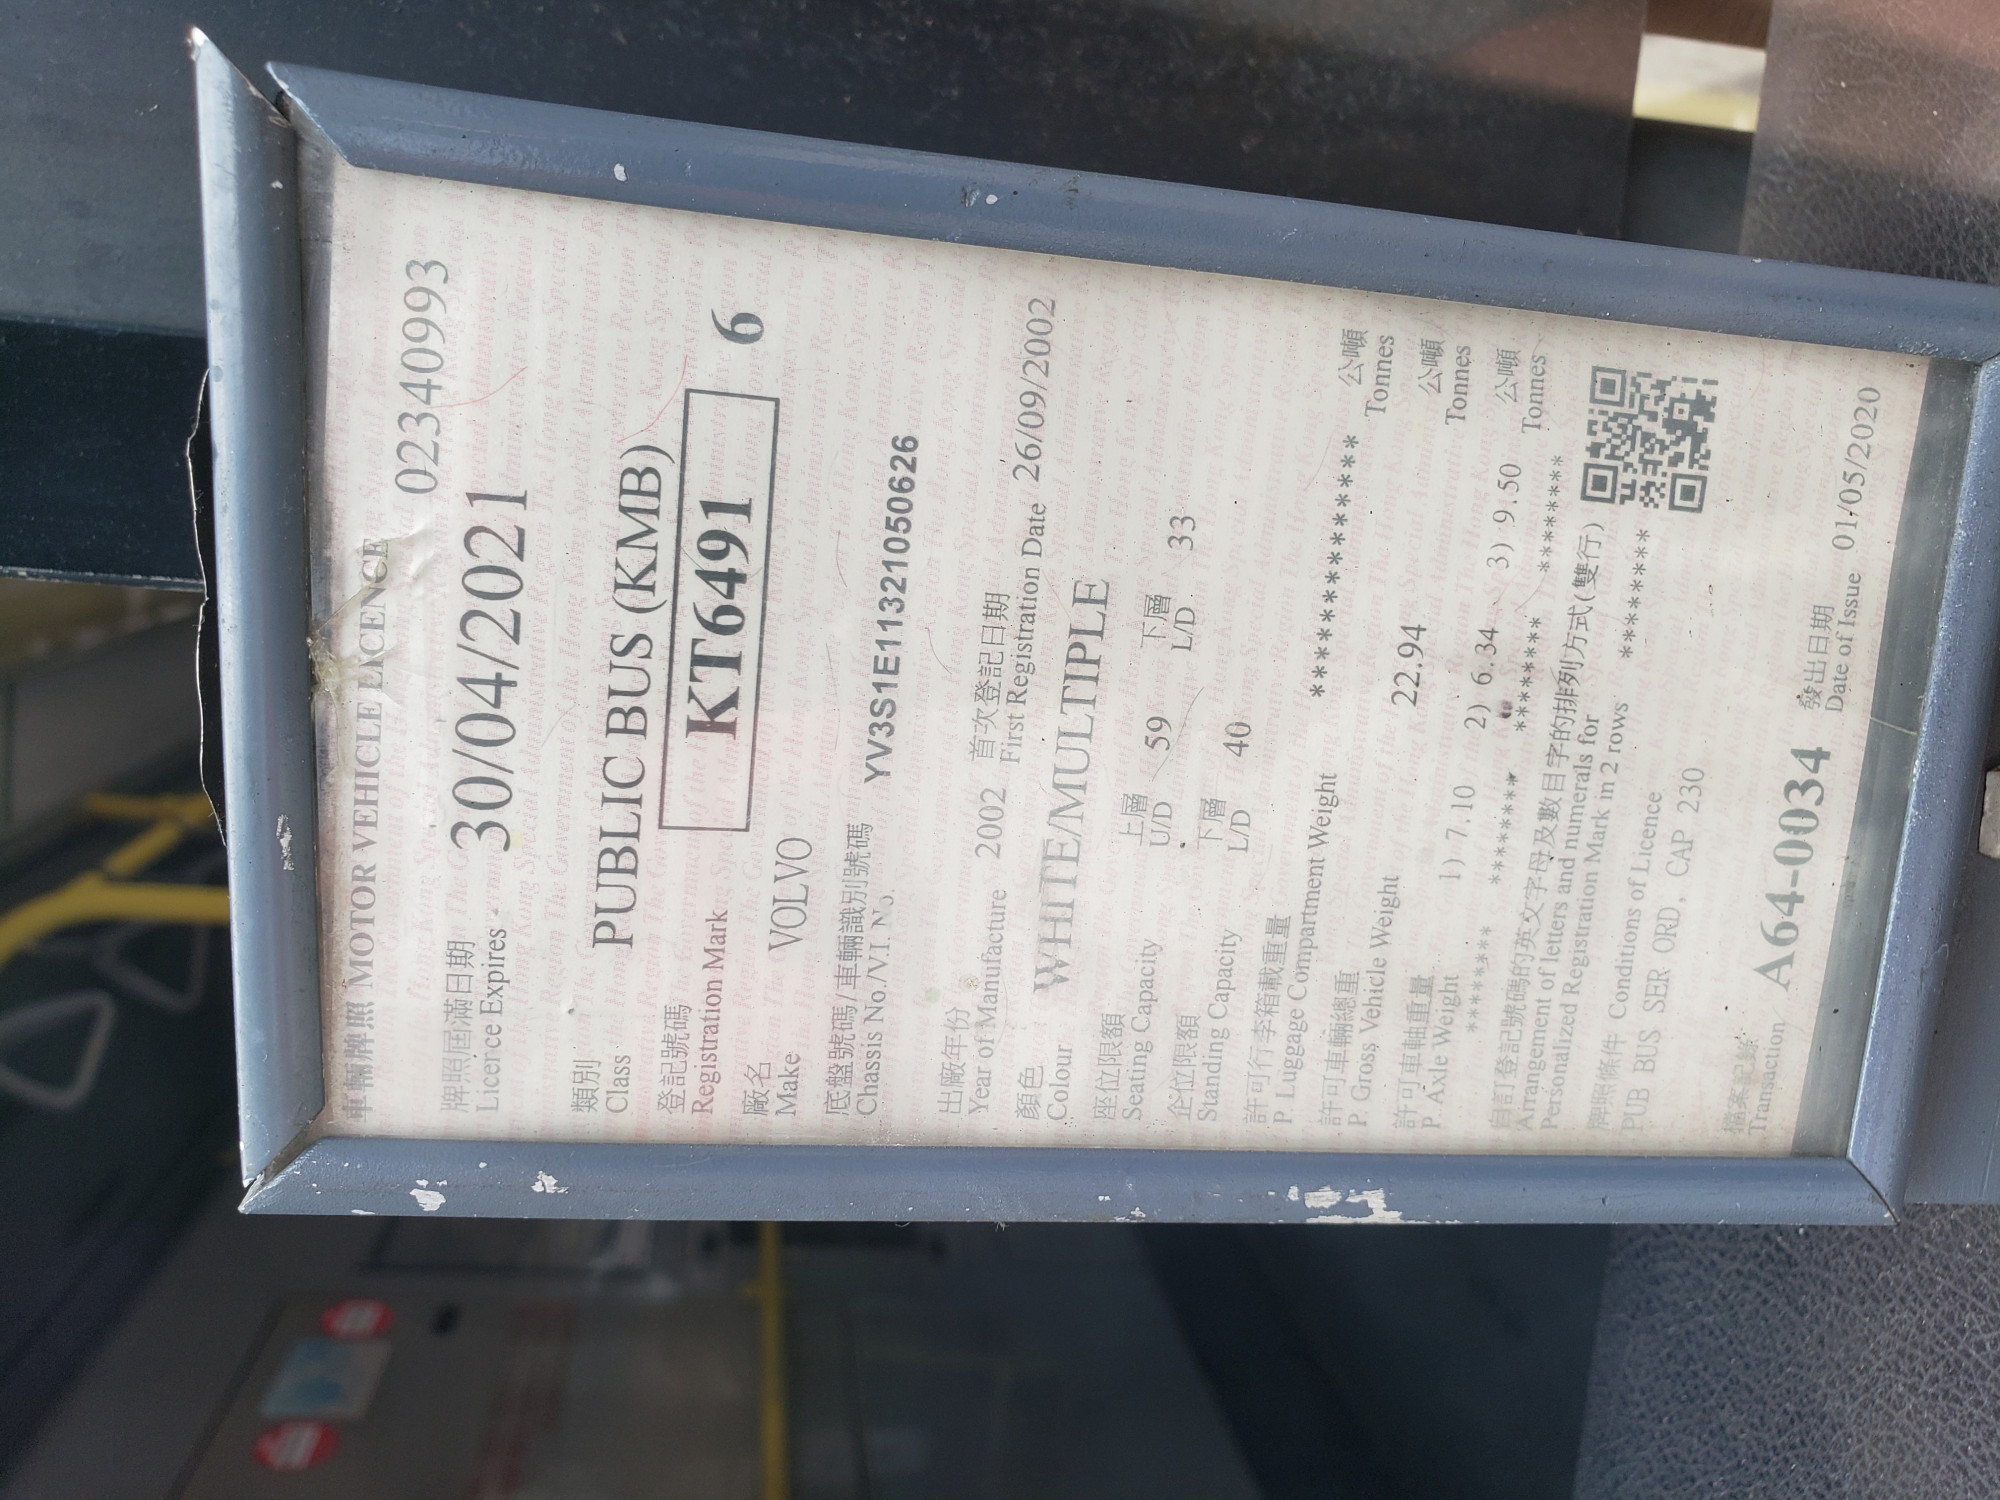 車輛牌照 MOTOR VEHICLE LICENCE
牌照屆滿日期 02340993
Licence Expires 30/04/2021
類別
Class PUBLIC BUS (KMB)
登記號碼
Registration Mark KT6491 6
廠名
Make VOLVO
底盤號碼/車輛識別號碼
Chassis No./V.I. No. YV3S1E11321050626
出廠年份 首次登記日期
Year of Manufacture 2002 First Registration Date 26/09/2002
顏色
Colour WHITE/MULTIPLE
座位限額 上層 下層
Seating Capacity U/D 59 L/D 33
企位限額 下層
Standing Capacity L/D 40
許可行李箱載重量 公噸
P. Luggage Compartment Weight ************** Tonnes
許可車輛總重 公噸
P. Gross Vehicle Weight 22.94 Tonnes
許可車軸重量 1) 7.10 2) 6.34 3) 9.50 公噸
P. Axle Weight ********* ********* ********* ********* Tonnes
自訂登記號碼的英文字母及數目字的排列方式(雙行)
Arrangement of letters and numerals for
Personalized Registration Mark in 2 rows *********
牌照條件 Conditions of Licence
PUB BUS SER ORD, CAP 230
檔案記錄 發出日期
Transaction A64-0034 Date of Issue 01/05/2020